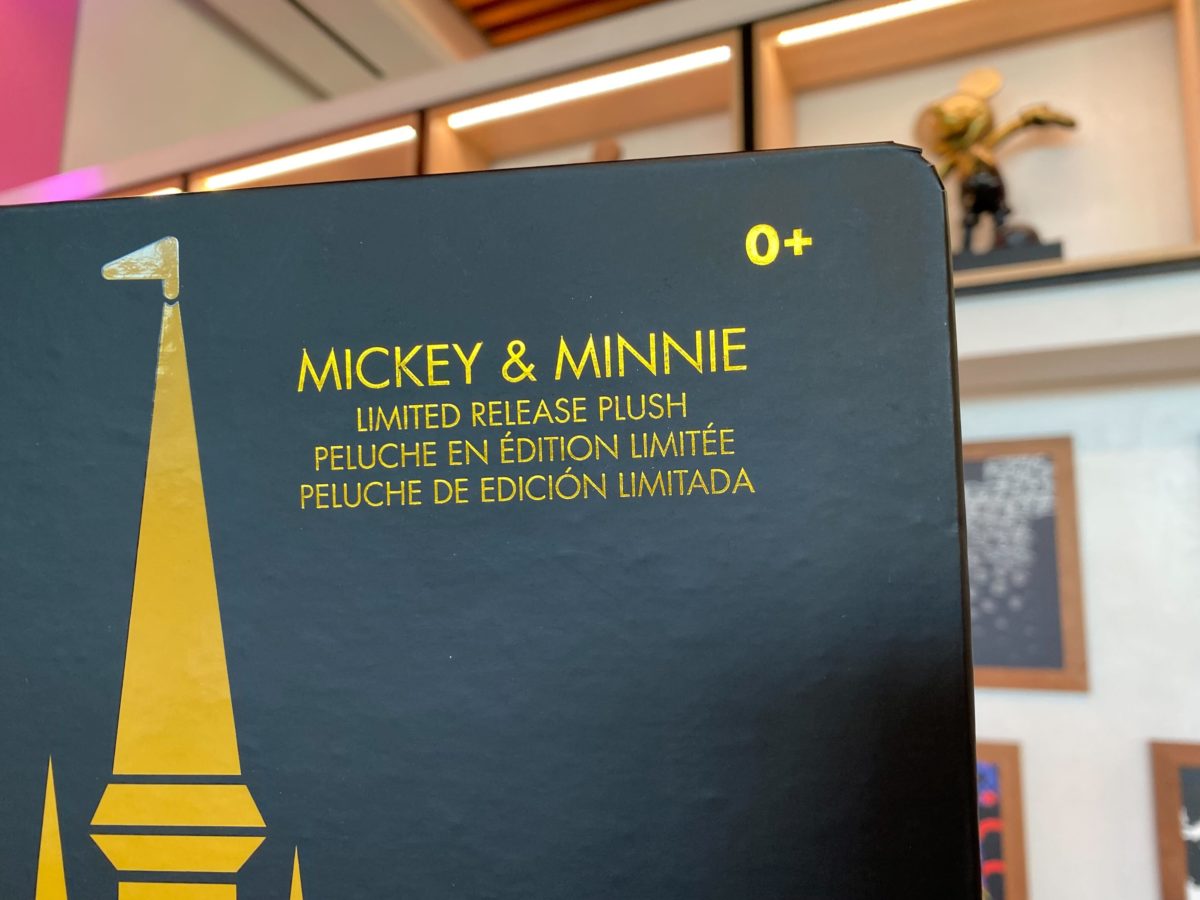 0+
MICKEY & MINNIE
LIMITED RELEASE PLUSH
PELUCHE EN ÉDITION LIMITÉE
PELUCHE DE EDICIÓN LIMITADA